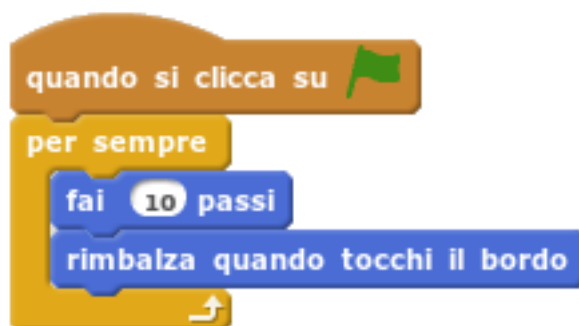 quando si clicca su
per sempre
fai 10 passi
rimbalza quando tocchi il bordo